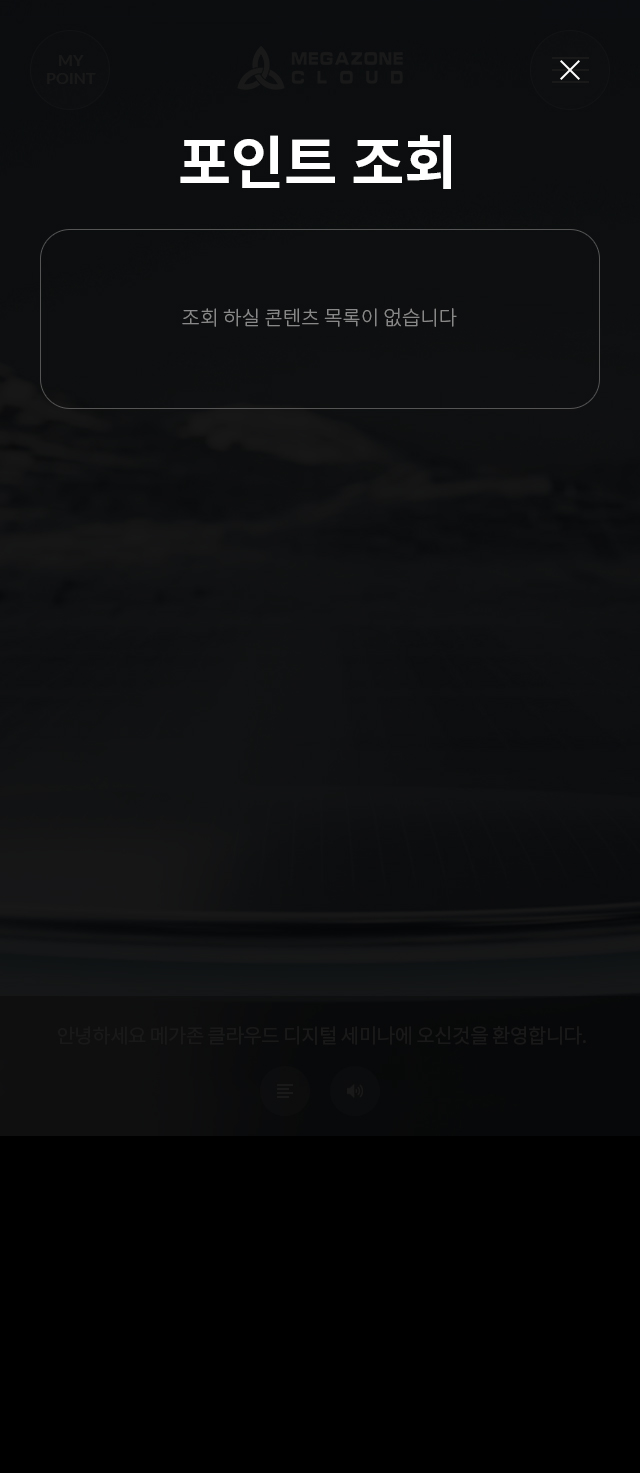 MY
POINT
MEGAZONE
CLOUD
포인트 조회
조회 하실 콘텐츠 목록이 없습니다
안녕하세요 메가존 클라우드 디지털 세미나에 오신것을 환영합니다.